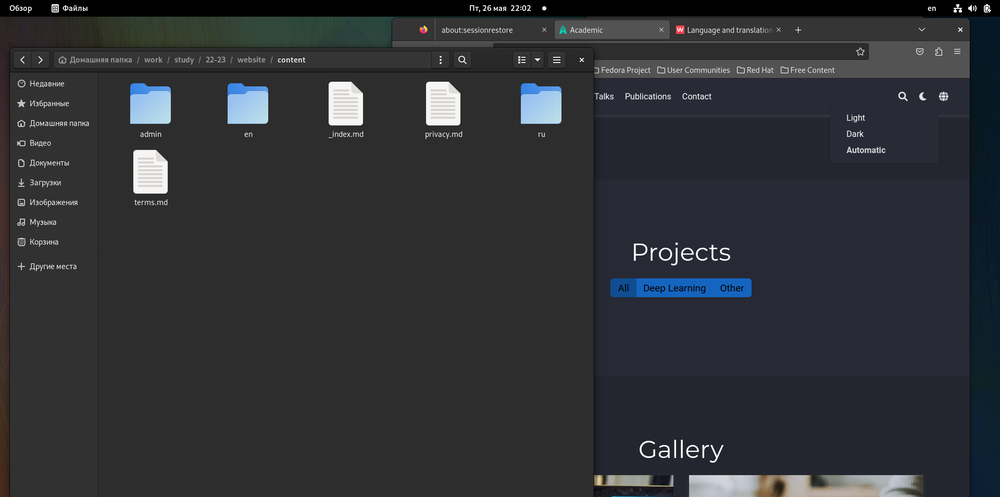 Обзор Файлы Пт, 26 мая 22:02 en
about:sessionrestore Academic Language and translation
Домашняя папка / work / study / 22-23 / website / content
Fedora Project User Communities Red Hat Free Content
Недавние
Избранные
Домашняя папка
Видео
Документы
Загрузки
Изображения
Музыка
Корзина
Другие места
admin en _index.md privacy.md ru
terms.md
Talks Publications Contact
Light
Dark
Automatic
Projects
All Deep Learning Other
Gallery